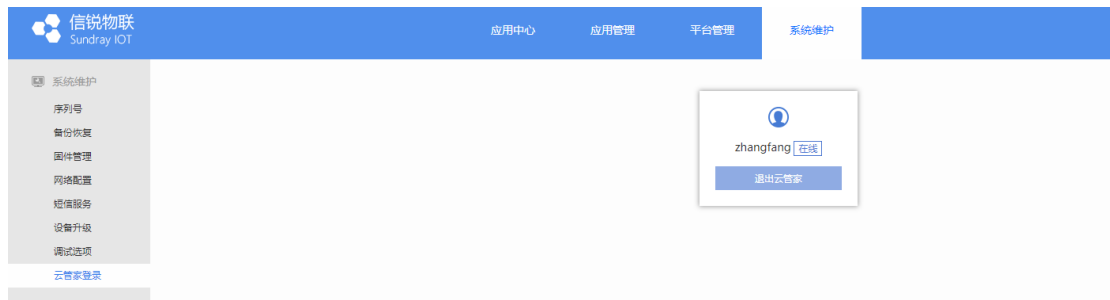 信锐物联
Sundray IOT
应用中心 应用管理 平台管理 系统维护
系统维护
序列号
备份恢复
固件管理
网络配置
短信服务
设备升级
调试选项
云管家登录
zhangfang 在线
退出云管家